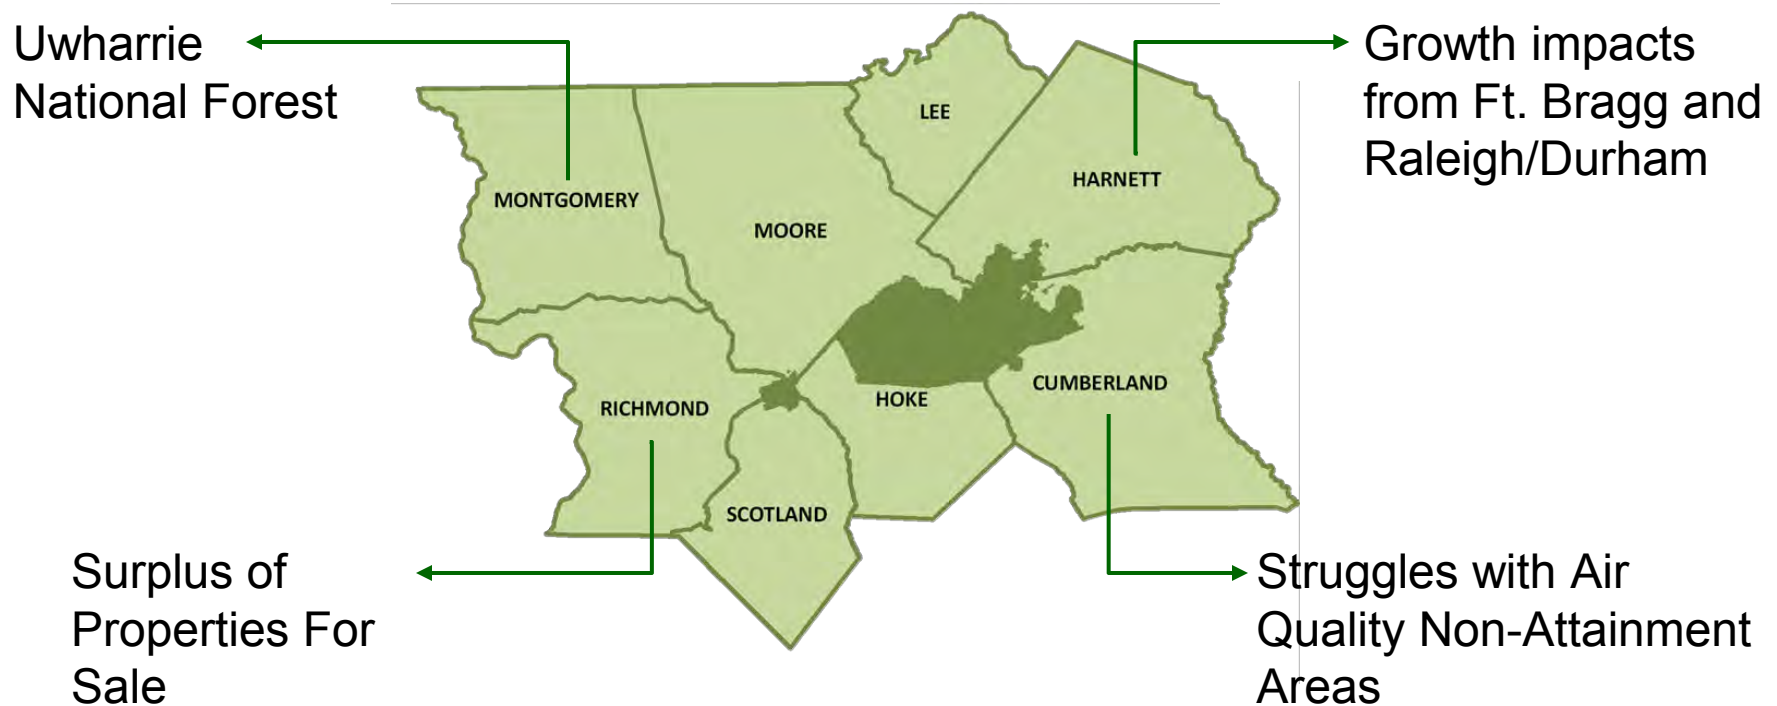 Uwharrie
National Forest
Growth impacts
from Ft. Bragg and
Raleigh/Durham
LEE
HARNETT
MONTGOMERY
MOORE
CUMBERLAND
HOKE
RICHMOND
SCOTLAND
Surplus of
Properties For
Sale
Struggles with Air
Quality Non-Attainment
Areas